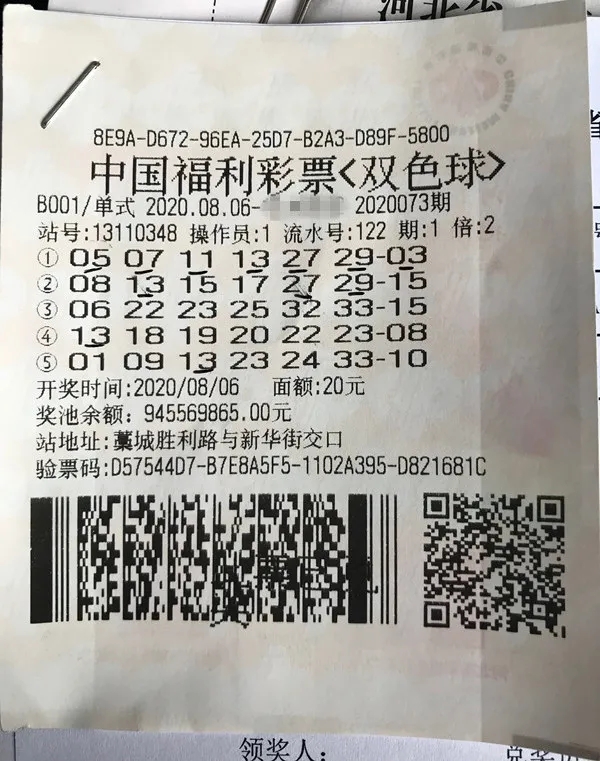 8E9A-D672-96EA-25D7-B2A3-D89F-5800
中国福利彩票<双色球>
B001/单式 2020.08.06- 2020073期
站号:13110348 操作员:1 流水号:122 期:1 倍:2
① 05 07 11 13 27 29-03
② 08 13 15 17 27 29-15
③ 06 22 23 25 32 33-15
④ 13 18 19 20 22 23-08
⑤ 01 09 13 23 24 33-10
开奖时间:2020/08/06 面额:20元
奖池余额: 945569865.00元
站地址:藁城胜利路与新华街交口
验票码:D57544D7-B7E8A5F5-1102A395-D821681C
领奖人: